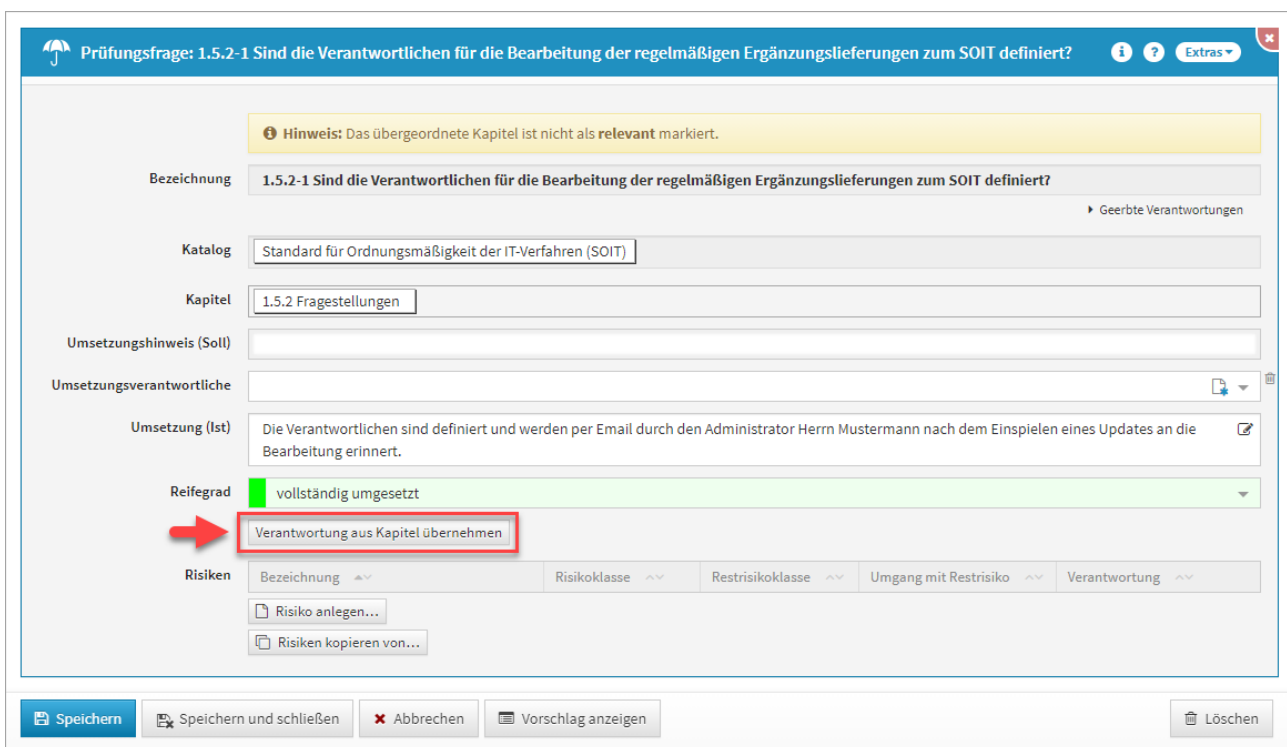 Prüfungsfrage: 1.5.2-1 Sind die Verantwortlichen für die Bearbeitung der regelmäßigen Ergänzungslieferungen zum SOIT definiert? i ? Extras
Hinweis: Das übergeordnete Kapitel ist nicht als relevant markiert.
Bezeichnung 1.5.2-1 Sind die Verantwortlichen für die Bearbeitung der regelmäßigen Ergänzungslieferungen zum SOIT definiert?
Geerbte Verantwortungen
Katalog Standard für Ordnungsmäßigkeit der IT-Verfahren (SOIT)
Kapitel 1.5.2 Fragestellungen
Umsetzungshinweis (Soll)
Umsetzungsverantwortliche
Umsetzung (Ist) Die Verantwortlichen sind definiert und werden per Email durch den Administrator Herrn Mustermann nach dem Einspielen eines Updates an die
Bearbeitung erinnert.
Reifegrad vollständig umgesetzt
Verantwortung aus Kapitel übernehmen
Risiken Bezeichnung Risikoklasse Restrisikoklasse Umgang mit Restrisiko Verantwortung
Risiko anlegen...
Risiken kopieren von...
Speichern Speichern und schließen Abbrechen Vorschlag anzeigen Löschen